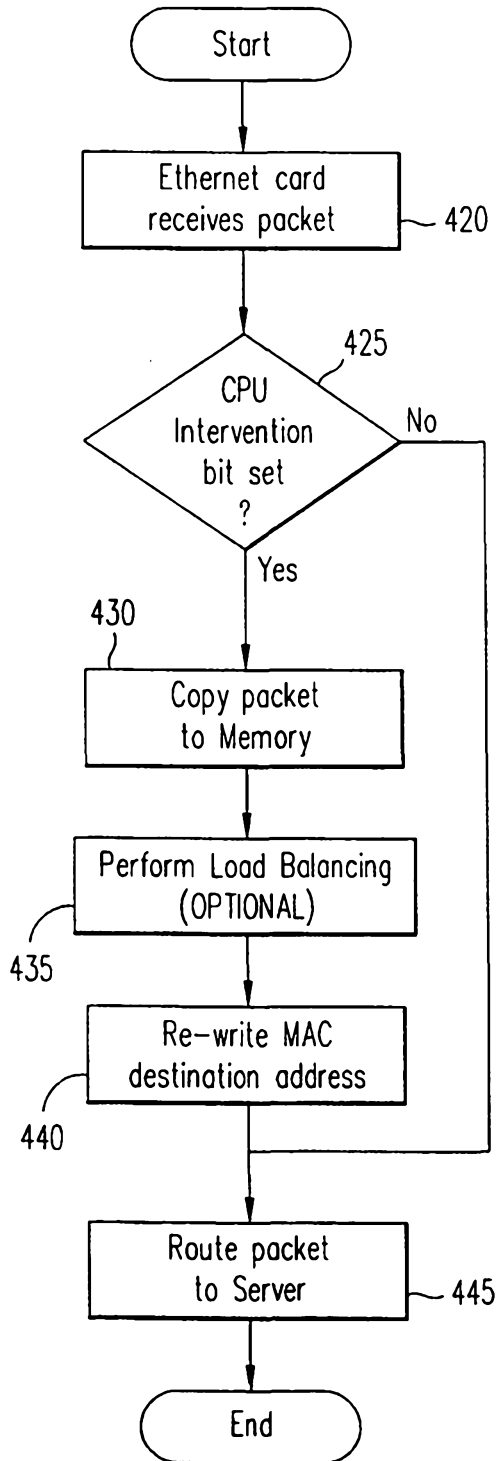 Start
Ethernet card
receives packet
420
425
CPU
Intervention
bit set
?
No
Yes
430
Copy packet
to Memory
Perform Load Balancing
(OPTIONAL)
435
Re-write MAC
destination address
440
Route packet
to Server
445
End